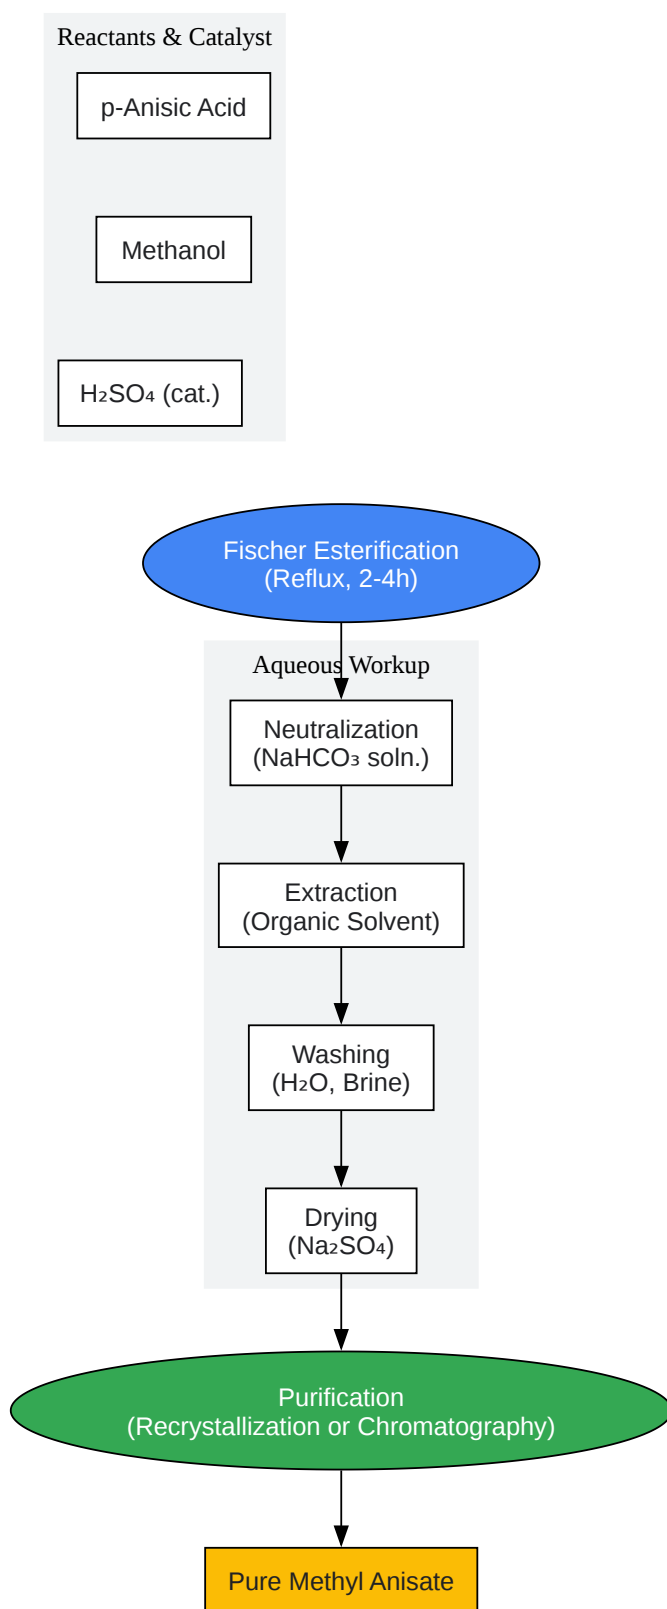 Reactants & Catalyst
p-Anisic Acid
Methanol
H₂SO₄ (cat.)
Fischer Esterification
(Reflux, 2-4h)
Aqueous Workup
Neutralization
(NaHCO₃ soln.)
Extraction
(Organic Solvent)
Washing
(H₂O, Brine)
Drying
(Na₂SO₄)
Purification
(Recrystallization or Chromatography)
Pure Methyl Anisate